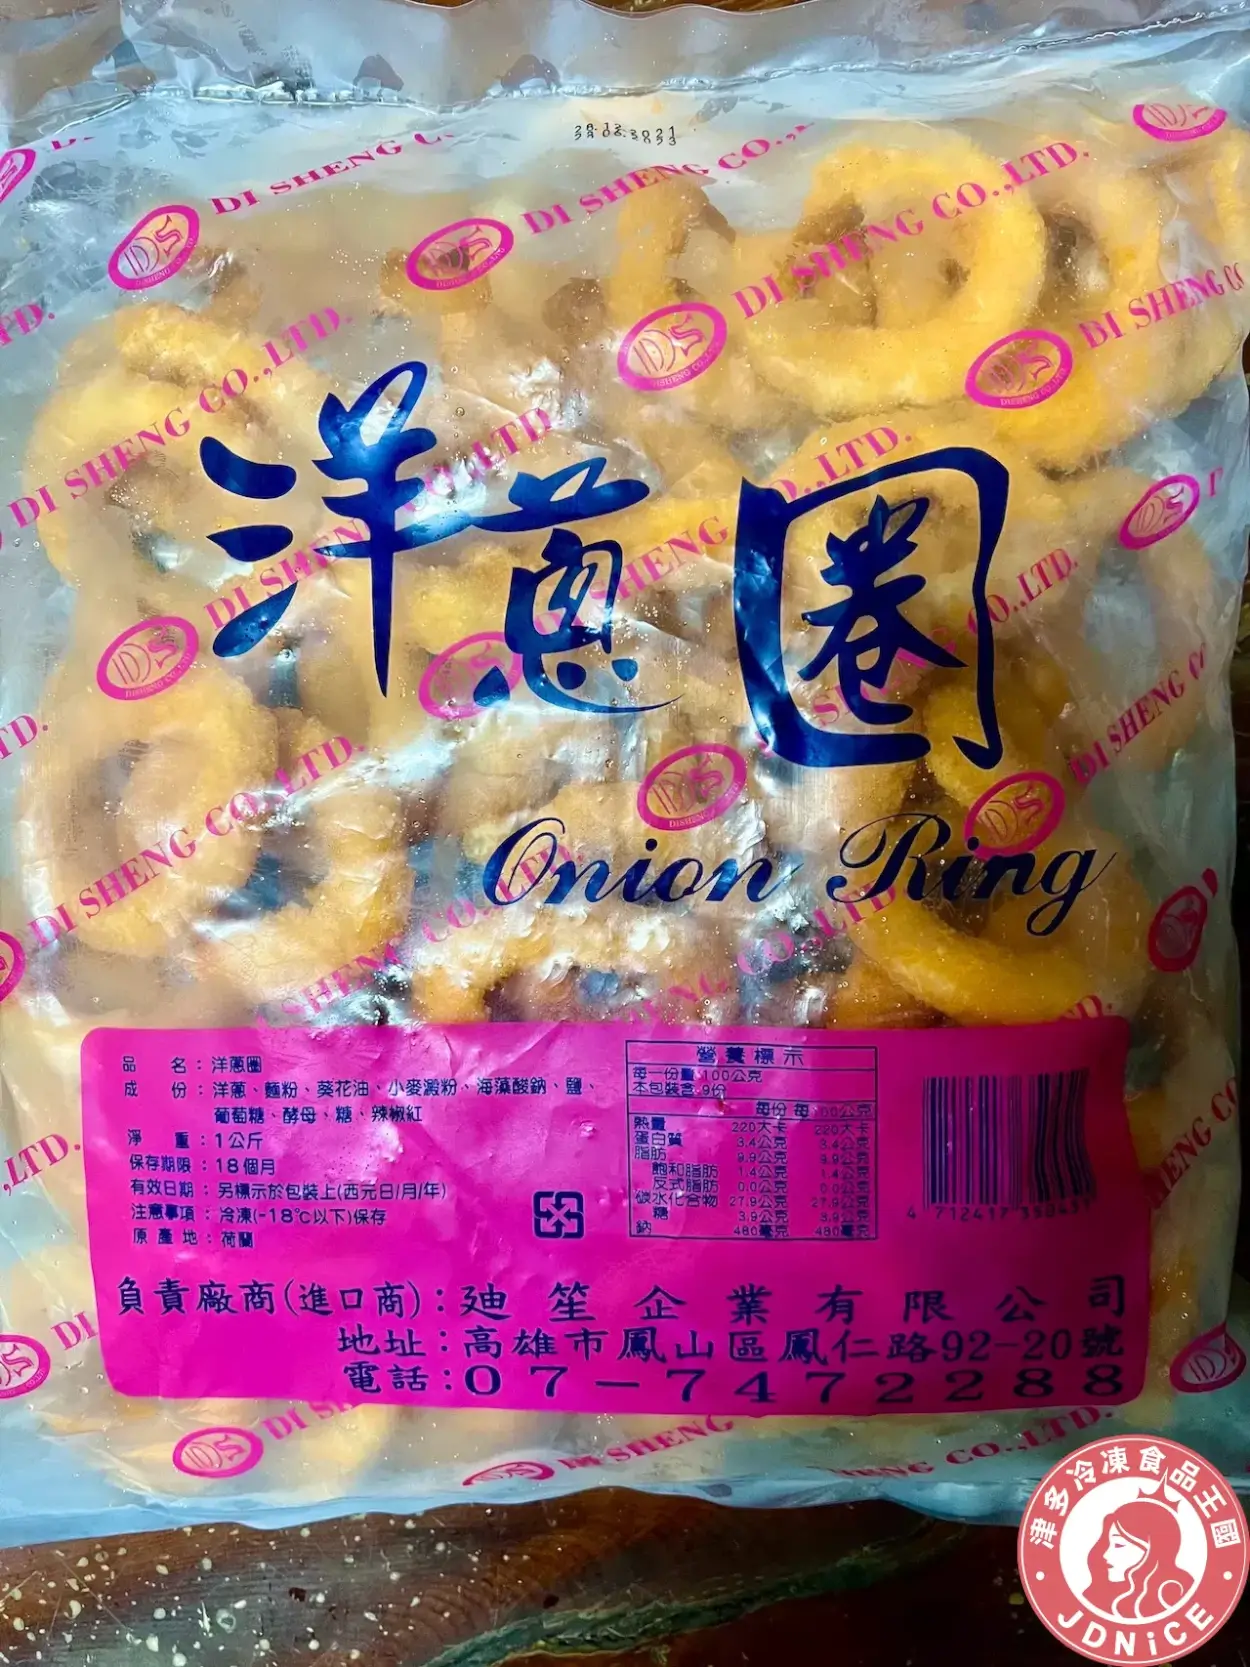 DI SHENG CO.,LTD.
洋蔥圈
Onion Ring
品名：洋蔥圈
成份：洋蔥、麵粉、葵花油、小麥澱粉、海藻酸鈉、鹽、
葡萄糖、酵母、糖、辣椒紅
淨重：1公斤
保存期限：18個月
有效日期：另標示於包裝上(西元日/月/年)
注意事項：冷凍(-18℃以下)保存
原產地：荷蘭
營養標示
每一份量 100公克
本包裝含 9份
每份 每100公克
熱量 220大卡 220大卡
蛋白質 3.4公克 3.4公克
脂肪 9.9公克 9.9公克
飽和脂肪 1.4公克 1.4公克
反式脂肪 0.0公克 0.0公克
碳水化合物 27.9公克 27.9公克
糖 3.9公克 3.9公克
鈉 480毫克 480毫克
4 712417
負責廠商(進口商)：廸笙企業有限公司
地址：高雄市鳳山區鳳仁路92-20號
電話：07-7472288
津多冷凍食品王國
JDNiCE